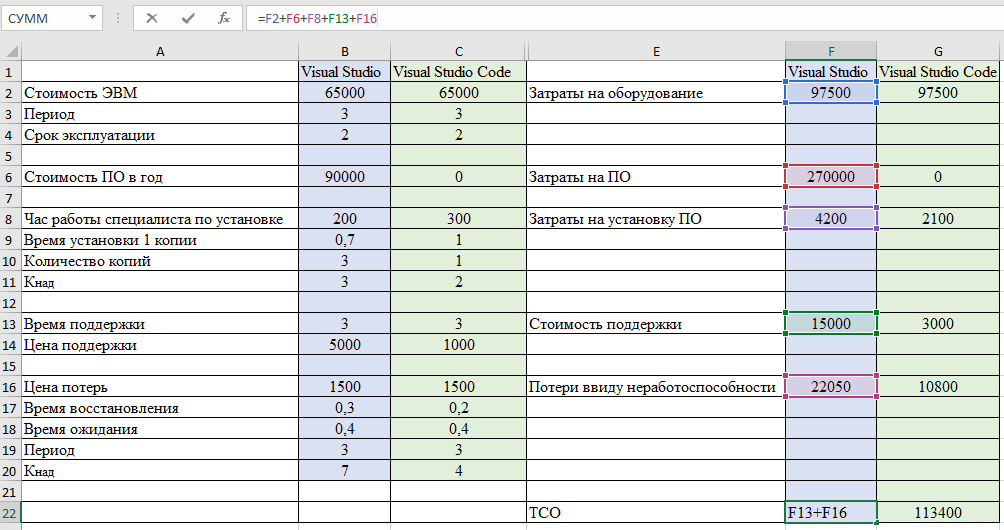 СУММ fx =F2+F6+F8+F13+F16
A B C E F G
1 Visual Studio Visual Studio Code Visual Studio Visual Studio Code
2 Стоимость ЭВМ 65000 65000 Затраты на оборудование 97500 97500
3 Период 3 3
4 Срок эксплуатации 2 2
5
6 Стоимость ПО в год 90000 0 Затраты на ПО 270000 0
7
8 Час работы специалиста по установке 200 300 Затраты на установку ПО 4200 2100
9 Время установки 1 копии 0,7 1
10 Количество копий 3 1
11 Кнад 3 2
12
13 Время поддержки 3 3 Стоимость поддержки 15000 3000
14 Цена поддержки 5000 1000
15
16 Цена потерь 1500 1500 Потери ввиду неработоспособности 22050 10800
17 Время восстановления 0,3 0,2
18 Время ожидания 0,4 0,4
19 Период 3 3
20 Кнад 7 4
21
22 ТСО F13+F16 113400